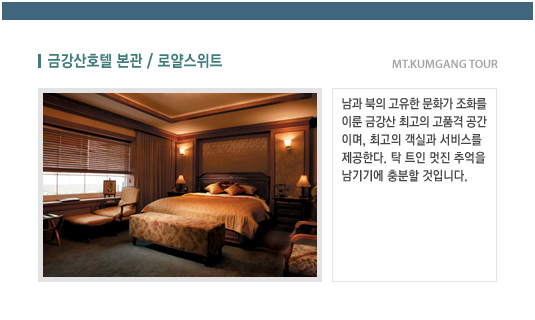 금강산호텔 본관 / 로얄스위트
MT.KUMGANG TOUR
남과 북의 고유한 문화가 조화를
이룬 금강산 최고의 고품격 공간
이며, 최고의 객실과 서비스를
제공한다. 탁 트인 멋진 추억을
남기기에 충분할 것입니다.